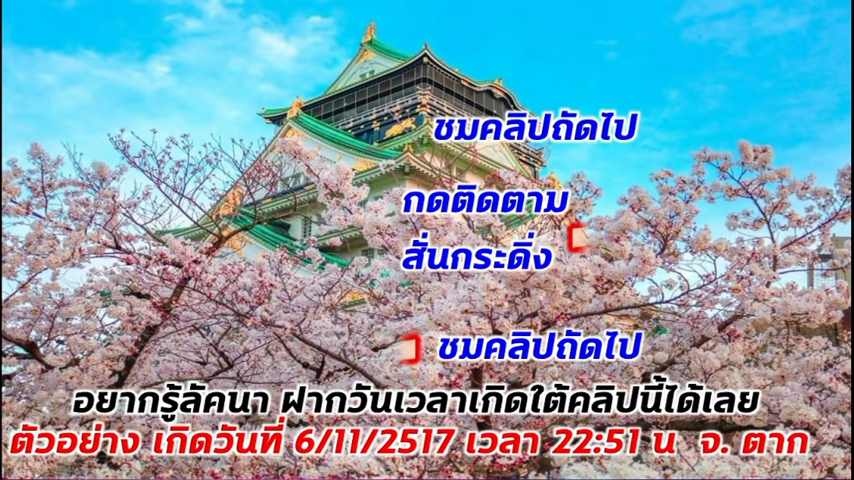 ชมคลิปถัดไป
กดติดตาม
สั่นกระดิ่ง
ชมคลิปถัดไป
อยากรู้ลัคนา ฝากวันเวลาเกิดใต้คลิปนี้ได้เลย
ตัวอย่าง เกิดวันที่ 6/11/2517 เวลา 22:51 น จ. ตาก